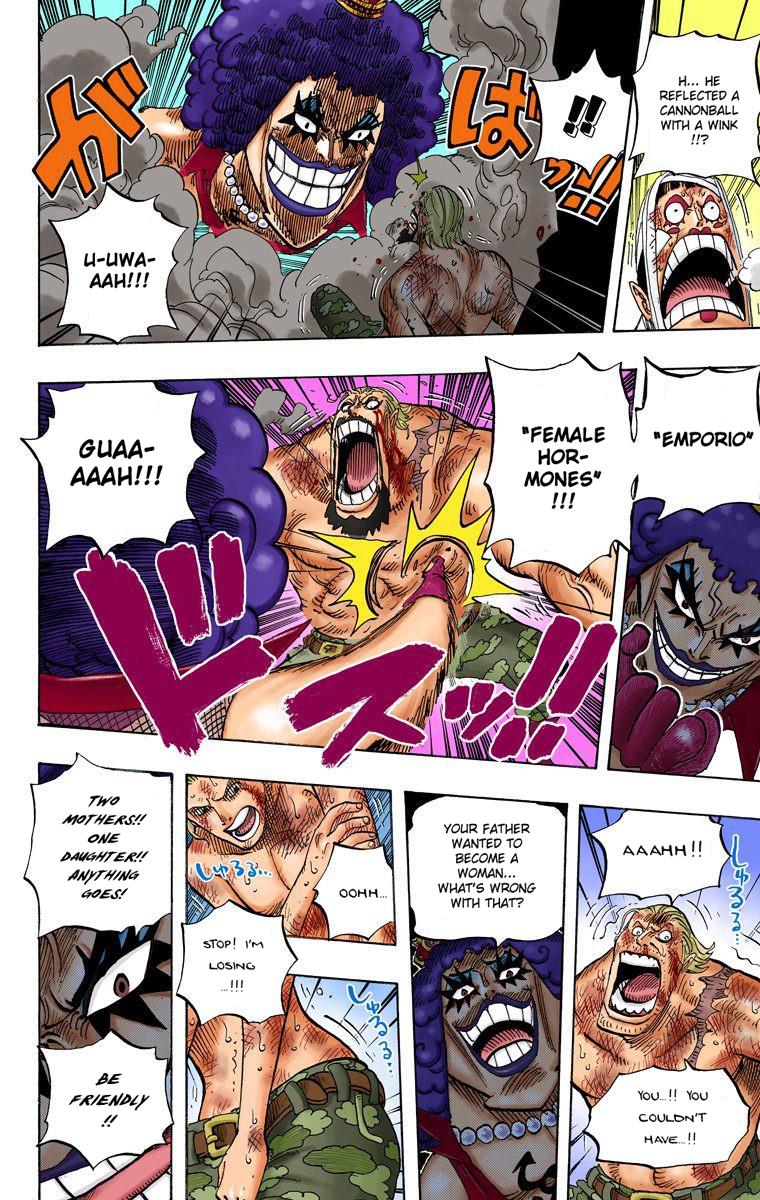 H... HE
REFLECTED A
CANNONBALL
WITH A WINK
!!?
!!
ば
っ!!
ガ
U-UWA-
AAH!!!
"EMPORIO"
"FEMALE
HOR-
MONES"
!!!
GUAA-
AAAH!!!
ドスッ!!
AAAHH!!
しゅるる...
YOU...!! YOU
COULDN'T
HAVE...!!
YOUR FATHER
WANTED TO
BECOME A
WOMAN...
WHAT'S WRONG
WITH THAT?
しゅるる...
OOHH...
STOP! I'M
LOSING
...!!!
しゅるる...
TWO
MOTHERS!!
ONE
DAUGHTER!!
ANYTHING
GOES!
BE
FRIENDLY
!!